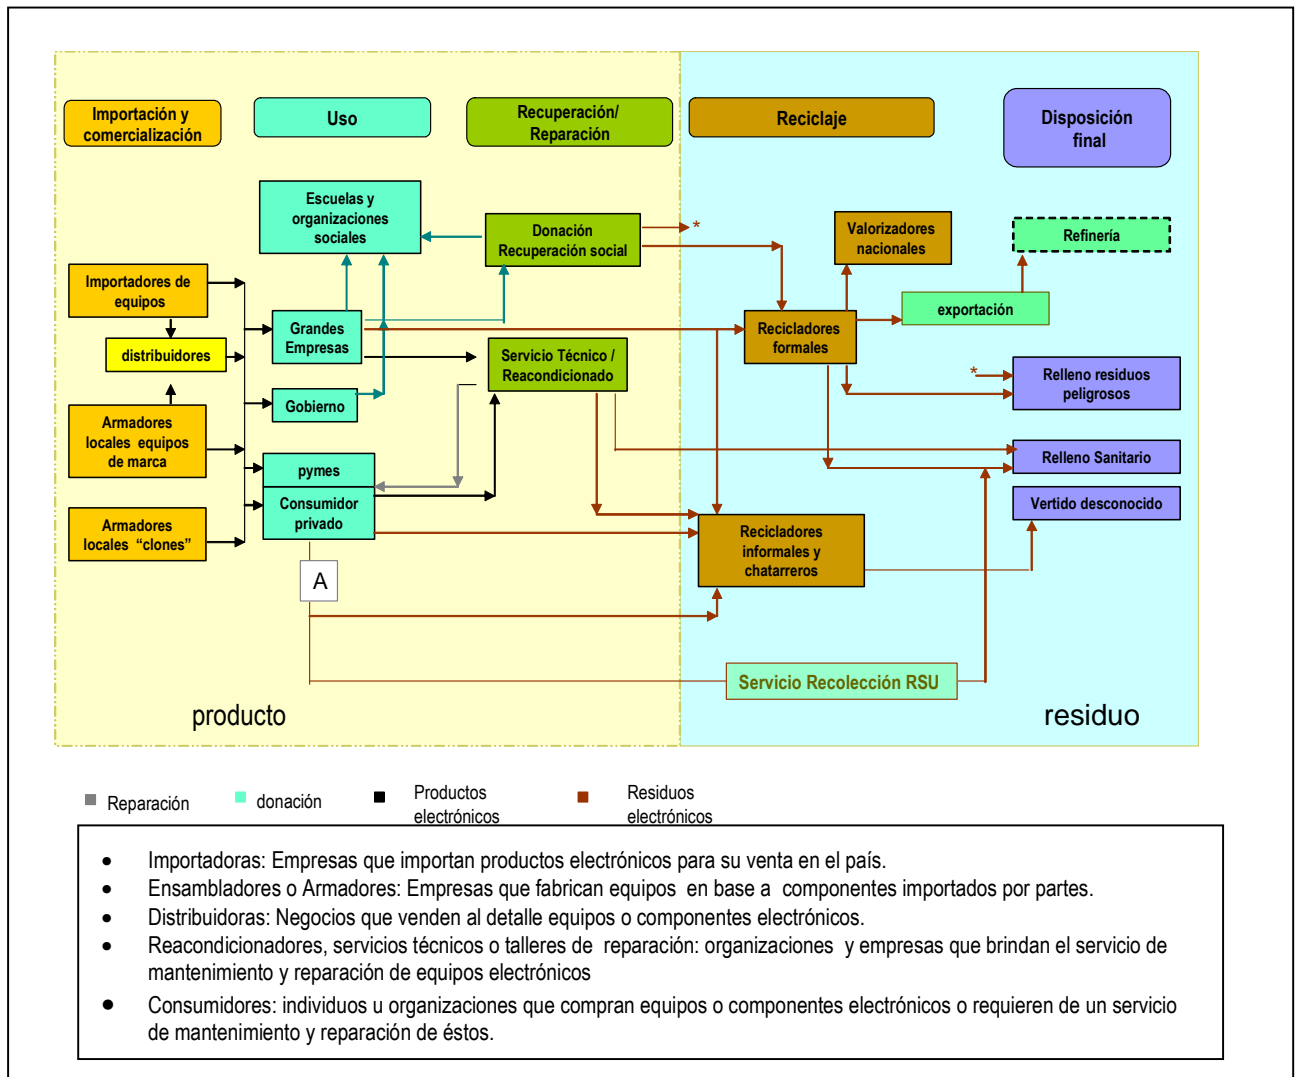 Importación y
comercialización
Uso
Recuperación/
Reparación
Reciclaje
Disposición
final
Escuelas y
organizaciones
sociales
Donación
Recuperación social
*
Valorizadores
nacionales
Refinería
Importadores de
equipos
exportación
distribuidores
Grandes
Empresas
Servicio Técnico /
Reacondicionado
Recicladores
formales
*
Relleno residuos
peligrosos
Gobierno
Armadores
locales equipos
de marca
pymes
Consumidor
privado
Relleno Sanitario
Vertido desconocido
Armadores
locales “clones”
Recicladores
informales y
chatarreros
A
Servicio Recolección RSU
producto
residuo
Reparación
donación
Productos
electrónicos
Residuos
electrónicos
• Importadoras: Empresas que importan productos electrónicos para su venta en el país.
• Ensambladores o Armadores: Empresas que fabrican equipos en base a componentes importados por partes.
• Distribuidoras: Negocios que venden al detalle equipos o componentes electrónicos.
• Reacondicionadores, servicios técnicos o talleres de reparación: organizaciones y empresas que brindan el servicio de
mantenimiento y reparación de equipos electrónicos
• Consumidores: individuos u organizaciones que compran equipos o componentes electrónicos o requieren de un servicio
de mantenimiento y reparación de éstos.